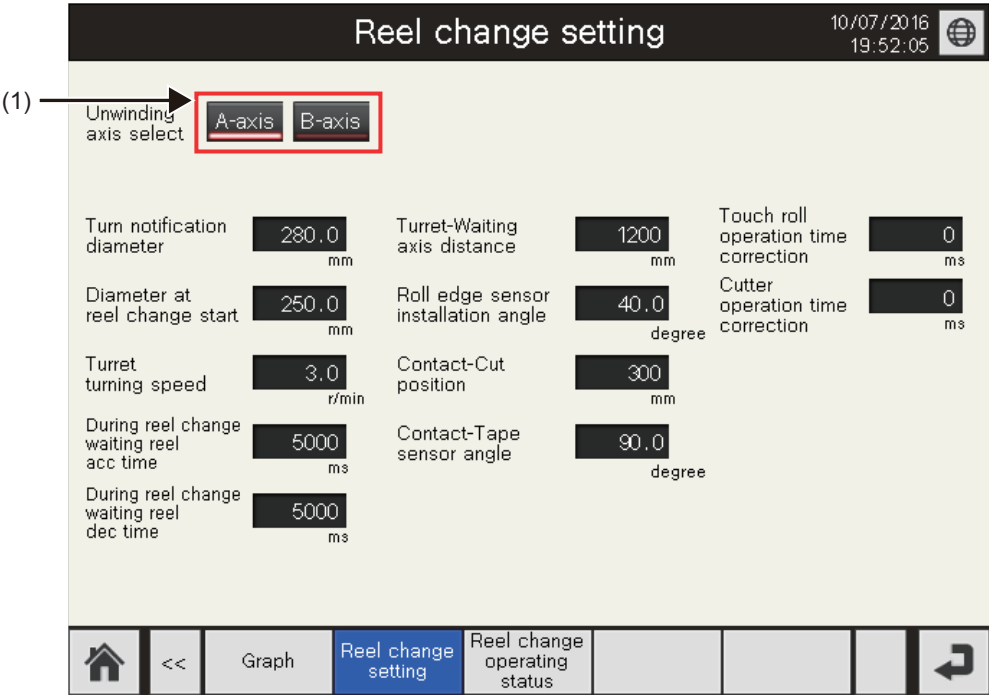 Reel change setting
10/07/2016
19:52:05
(1)
Unwinding
axis select
A-axis
B-axis
Turn notification
diameter
280.0
mm
Diameter at
reel change start
250.0
mm
Turret
turning speed
3.0
r/min
During reel change
waiting reel
acc time
5000
ms
During reel change
waiting reel
dec time
5000
ms
Turret-Waiting
axis distance
1200
mm
Roll edge sensor
installation angle
40.0
degree
Contact-Cut
position
300
mm
Contact-Tape
sensor angle
90.0
degree
Touch roll
operation time
correction
0
ms
Cutter
operation time
correction
0
ms
<<
Graph
Reel change
setting
Reel change
operating
status